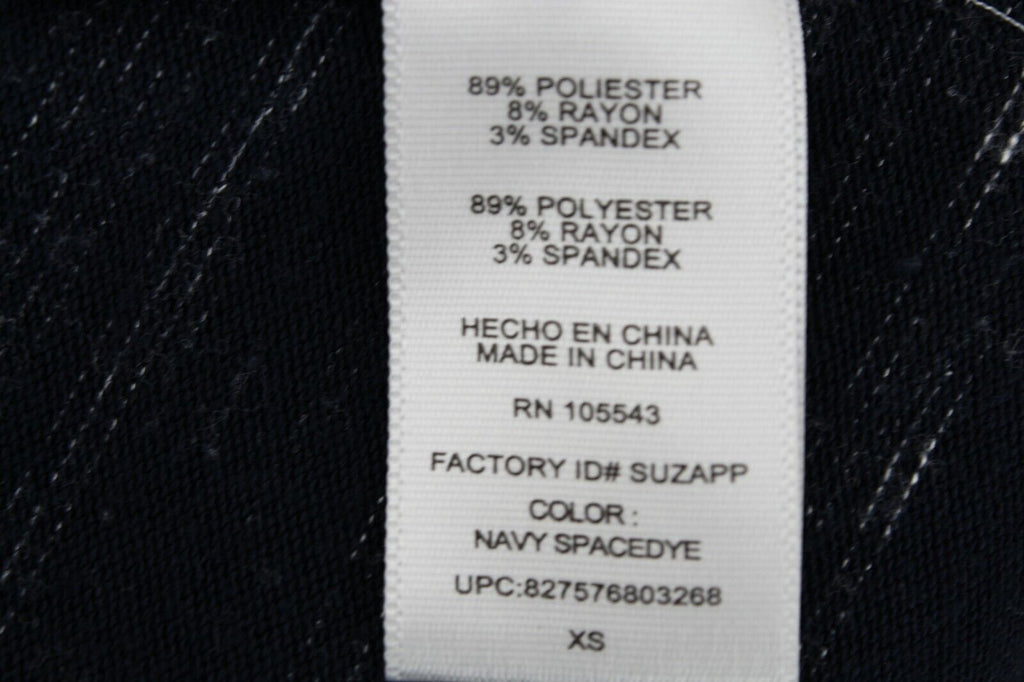 89% POLIESTER
8% RAYON
3% SPANDEX
89% POLYESTER
8% RAYON
3% SPANDEX
HECHO EN CHINA
MADE IN CHINA
RN 105543
FACTORY ID# SUZAPP
COLOR :
NAVY SPACEDYE
UPC:827576803268
XS